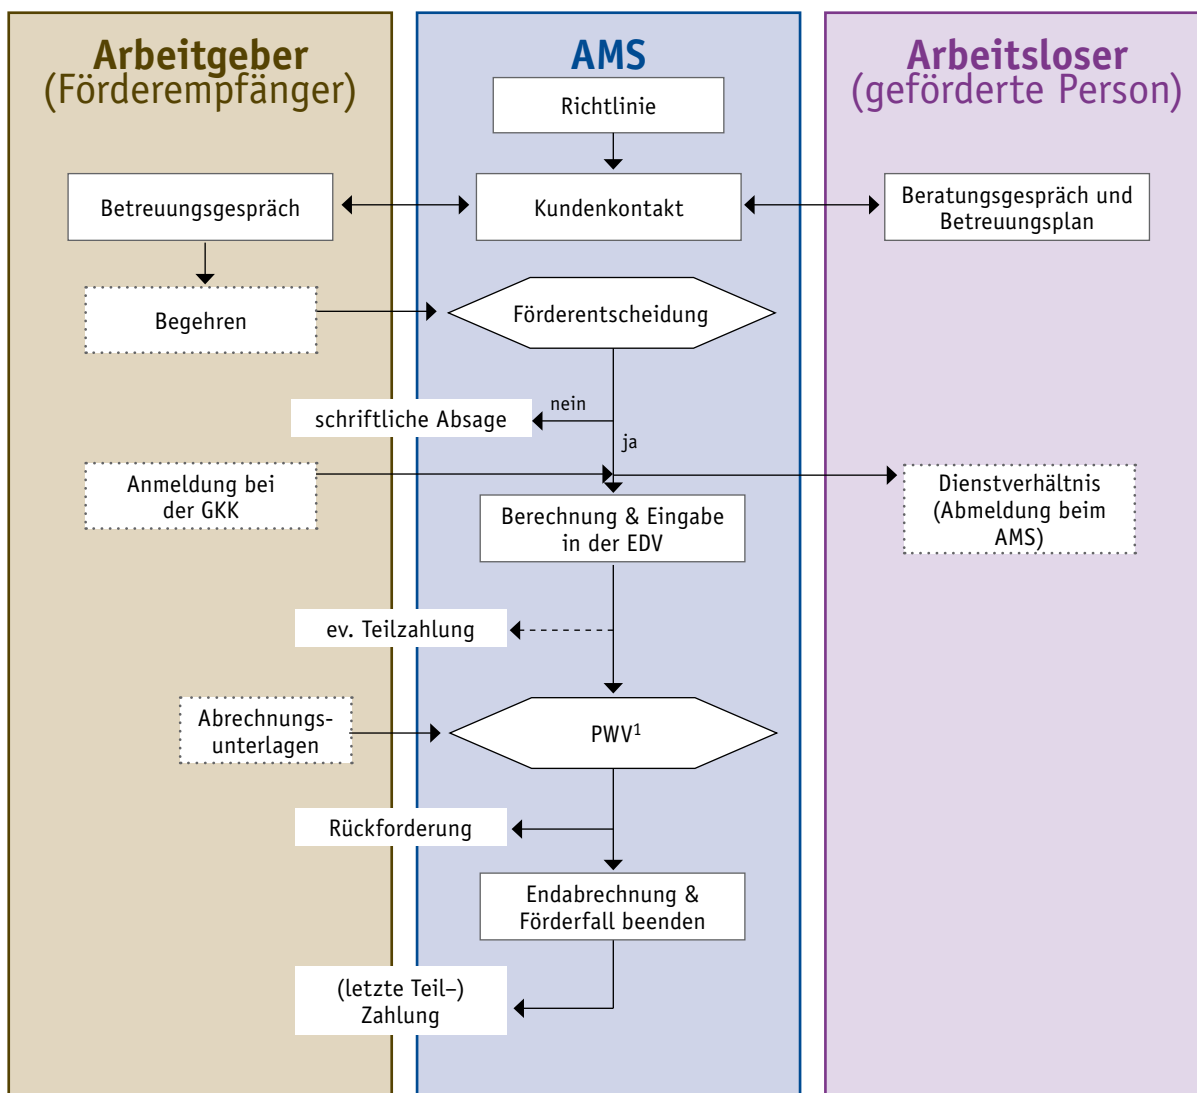 Arbeitgeber
(Förderempfänger)
AMS
Arbeitsloser
(geförderte Person)
Richtlinie
Betreuungsgespräch
Kundenkontakt
Beratungsgespräch und
Betreuungsplan
Begehren
Förderentscheidung
schriftliche Absage
nein
ja
Anmeldung bei
der GKK
Dienstverhältnis
(Abmeldung beim
AMS)
Berechnung & Eingabe
in der EDV
ev. Teilzahlung
Abrechnungs-
unterlagen
PWV¹
Rückforderung
Endabrechnung &
Förderfall beenden
(letzte Teil–)
Zahlung